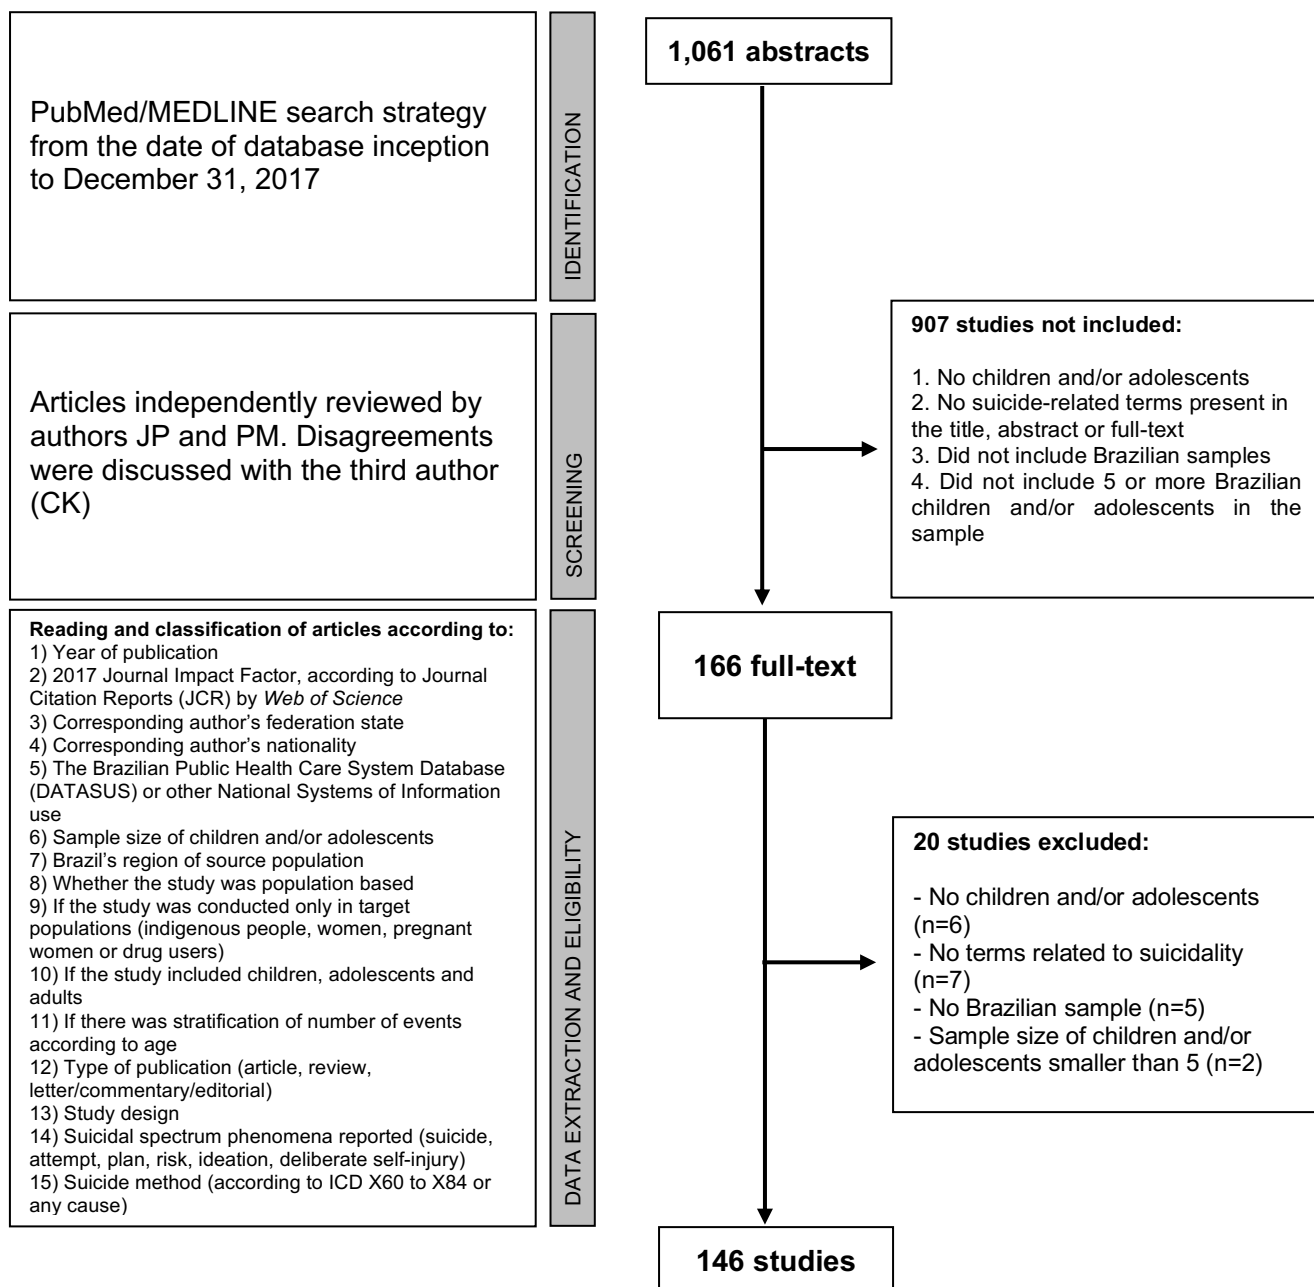 PubMed/MEDLINE search strategy
from the date of database inception
to December 31, 2017
IDENTIFICATION
1,061 abstracts
Articles independently reviewed by
authors JP and PM. Disagreements
were discussed with the third author
(CK)
SCREENING
907 studies not included:
1. No children and/or adolescents
2. No suicide-related terms present in
the title, abstract or full-text
3. Did not include Brazilian samples
4. Did not include 5 or more Brazilian
children and/or adolescents in the
sample
Reading and classification of articles according to:
1) Year of publication
2) 2017 Journal Impact Factor, according to Journal
Citation Reports (JCR) by Web of Science
3) Corresponding author's federation state
4) Corresponding author's nationality
5) The Brazilian Public Health Care System Database
(DATASUS) or other National Systems of Information
use
6) Sample size of children and/or adolescents
7) Brazil's region of source population
8) Whether the study was population based
9) If the study was conducted only in target
populations (indigenous people, women, pregnant
women or drug users)
10) If the study included children, adolescents and
adults
11) If there was stratification of number of events
according to age
12) Type of publication (article, review,
letter/commentary/editorial)
13) Study design
14) Suicidal spectrum phenomena reported (suicide,
attempt, plan, risk, ideation, deliberate self-injury)
15) Suicide method (according to ICD X60 to X84 or
any cause)
DATA EXTRACTION AND ELIGIBILITY
166 full-text
20 studies excluded:
- No children and/or adolescents
(n=6)
- No terms related to suicidality
(n=7)
- No Brazilian sample (n=5)
- Sample size of children and/or
adolescents smaller than 5 (n=2)
146 studies